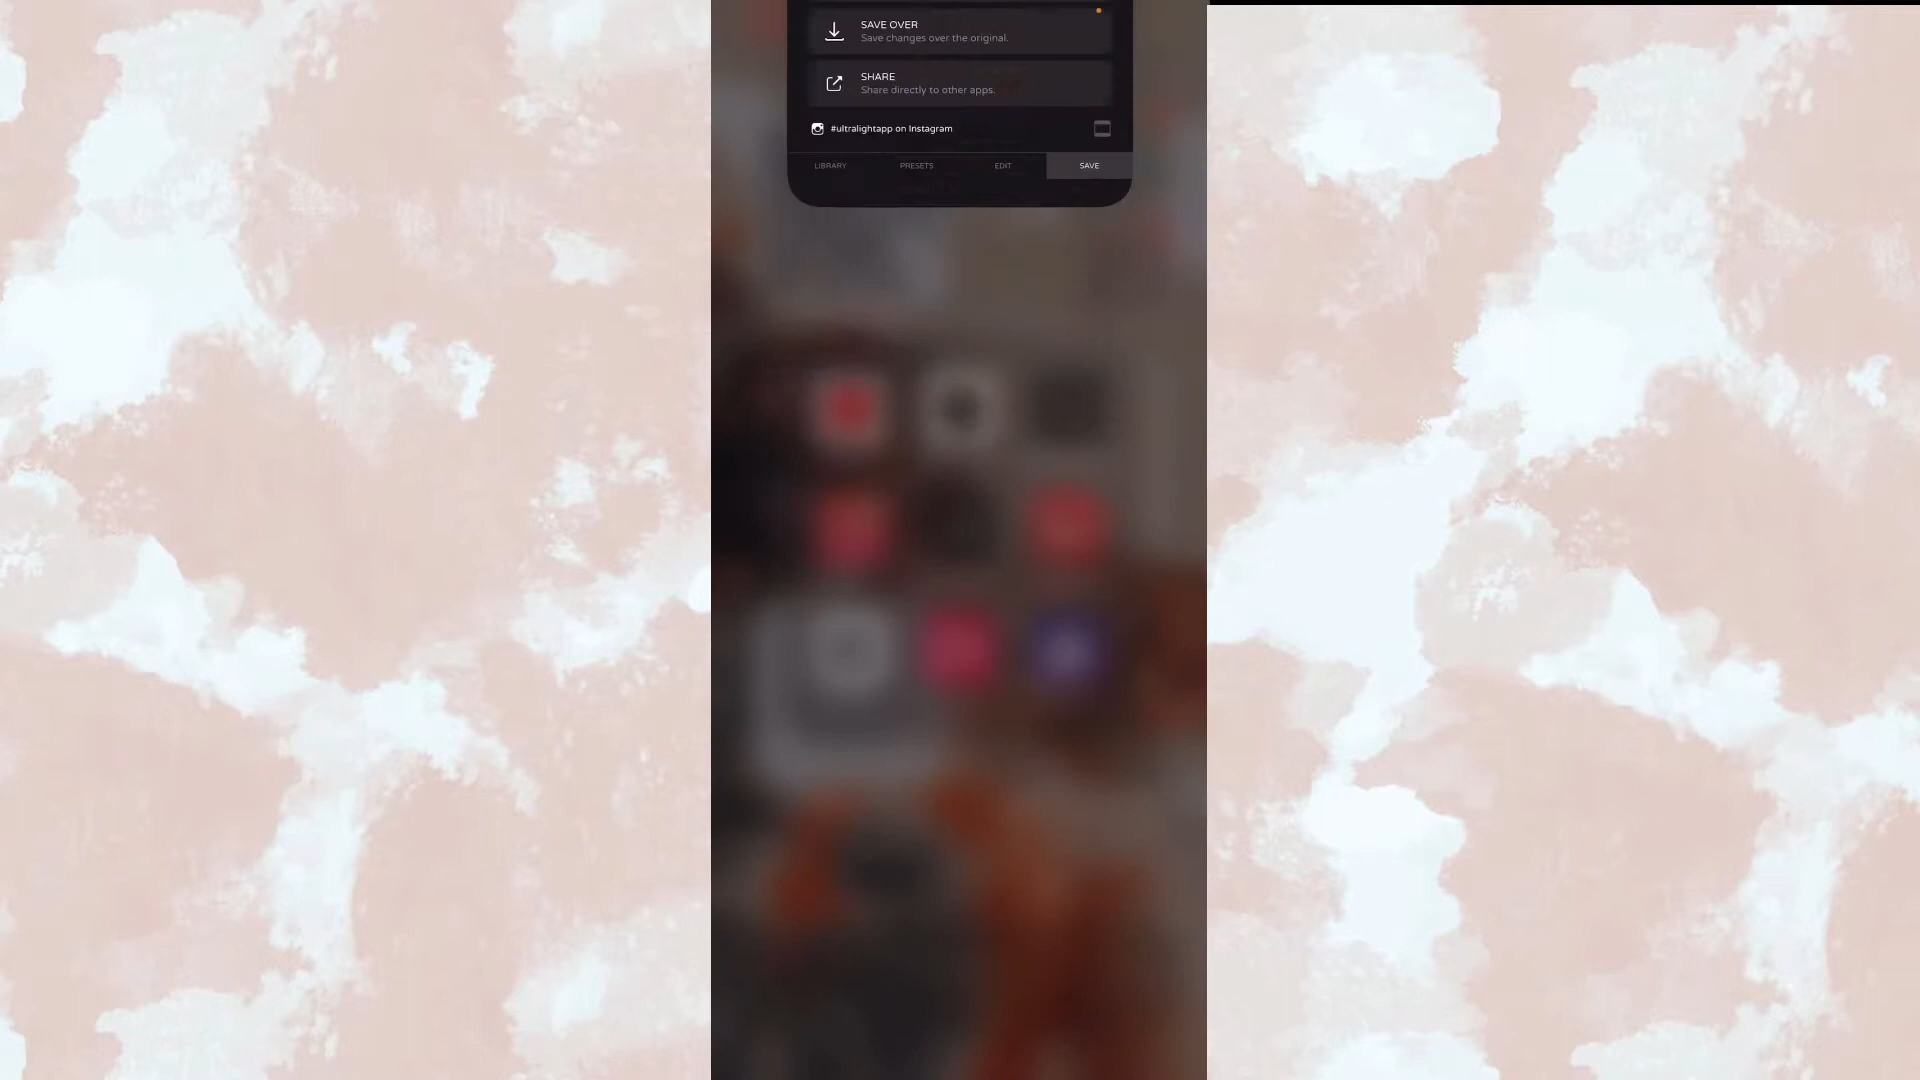 SAVE OVER
Save changes over the original.
SHARE
Share directly to other apps.
#ultralightapp on Instagram
LIBRARY PRESETS EDIT SAVE